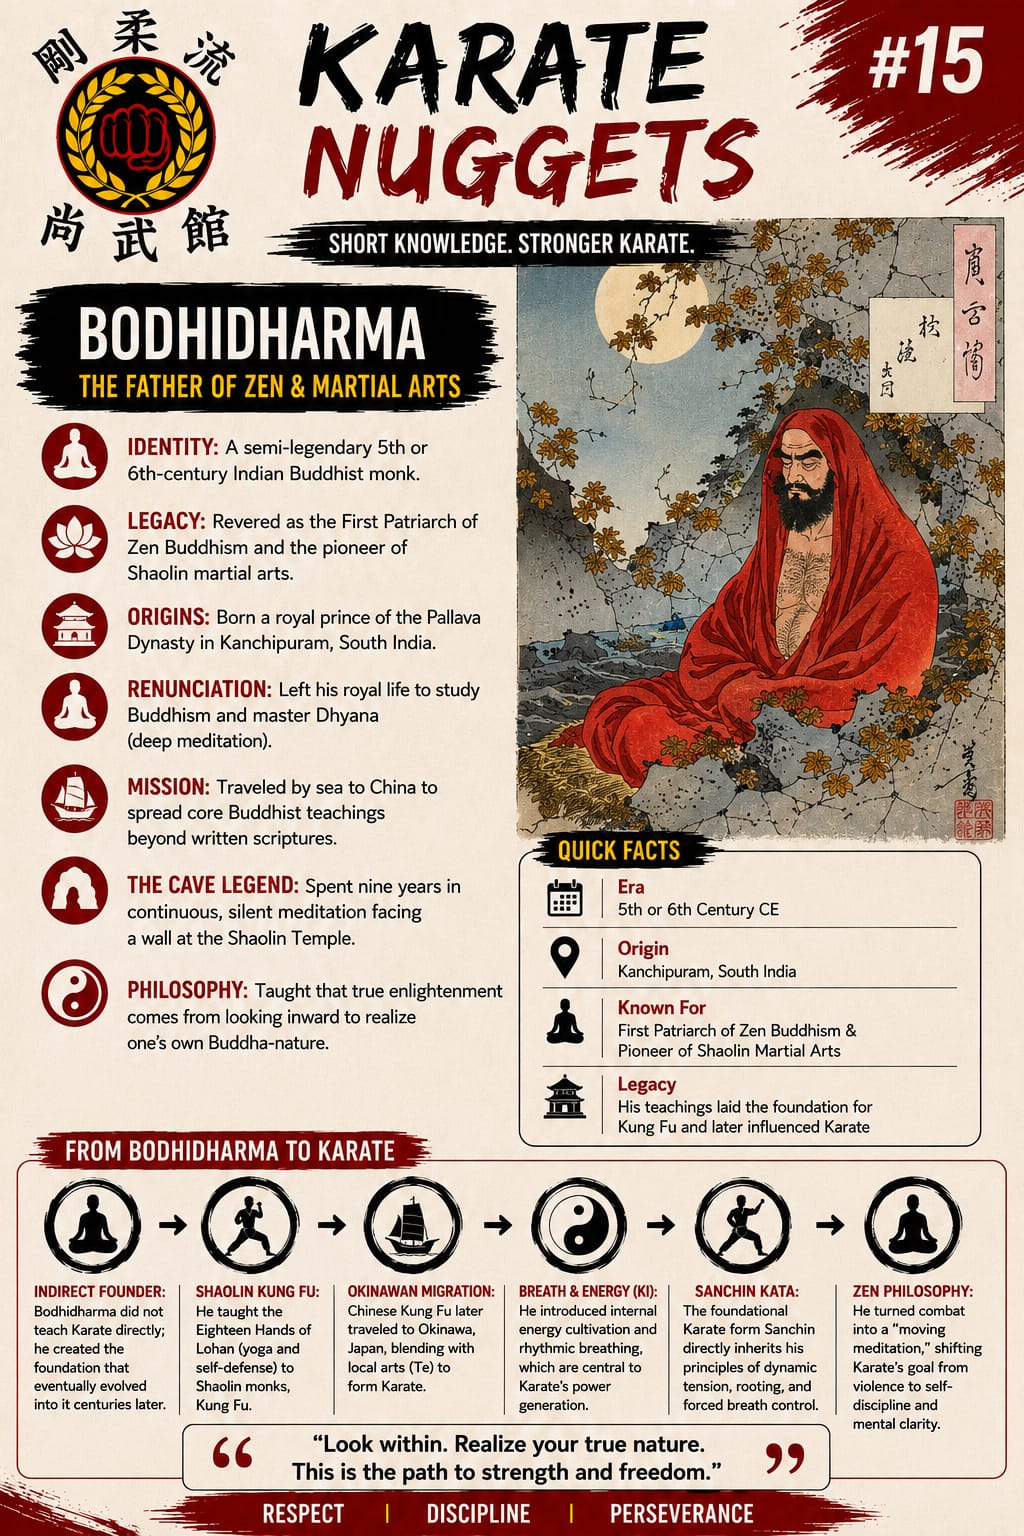 剛 柔 流
尚 武 館
KARATE
NUGGETS
#15
SHORT KNOWLEDGE. STRONGER KARATE.
BODHIDHARMA
THE FATHER OF ZEN & MARTIAL ARTS
IDENTITY: A semi-legendary 5th or
6th-century Indian Buddhist monk.
LEGACY: Revered as the First Patriarch of
Zen Buddhism and the pioneer of
Shaolin martial arts.
ORIGINS: Born a royal prince of the Pallava
Dynasty in Kanchipuram, South India.
RENUNCIATION: Left his royal life to study
Buddhism and master Dhyana
(deep meditation).
MISSION: Traveled by sea to China to
spread core Buddhist teachings
beyond written scriptures.
THE CAVE LEGEND: Spent nine years in
continuous, silent meditation facing
a wall at the Shaolin Temple.
PHILOSOPHY: Taught that true enlightenment
comes from looking inward to realize
one's own Buddha-nature.
QUICK FACTS
Era
5th or 6th Century CE
Origin
Kanchipuram, South India
Known For
First Patriarch of Zen Buddhism &
Pioneer of Shaolin Martial Arts
Legacy
His teachings laid the foundation for
Kung Fu and later influenced Karate
FROM BODHIDHARMA TO KARATE
INDIRECT FOUNDER:
Bodhidharma did not
teach Karate directly;
he created the
foundation that
eventually evolved
into it centuries later.
SHAOLIN KUNG FU:
He taught the
Eighteen Hands of
Lohan (yoga and
self-defense) to
Shaolin monks,
Kung Fu.
OKINAWAN MIGRATION:
Chinese Kung Fu later
traveled to Okinawa,
Japan, blending with
local arts (Te) to
form Karate.
BREATH & ENERGY (KI):
He introduced internal
energy cultivation and
rhythmic breathing,
which are central to
Karate's power
generation.
SANCHIN KATA:
The foundational
Karate form Sanchin
directly inherits his
principles of dynamic
tension, rooting, and
forced breath control.
ZEN PHILOSOPHY:
He turned combat
into a "moving
meditation," shifting
Karate's goal from
violence to self-
discipline and
mental clarity.
"Look within. Realize your true nature.
This is the path to strength and freedom."
RESPECT | DISCIPLINE | PERSEVERANCE